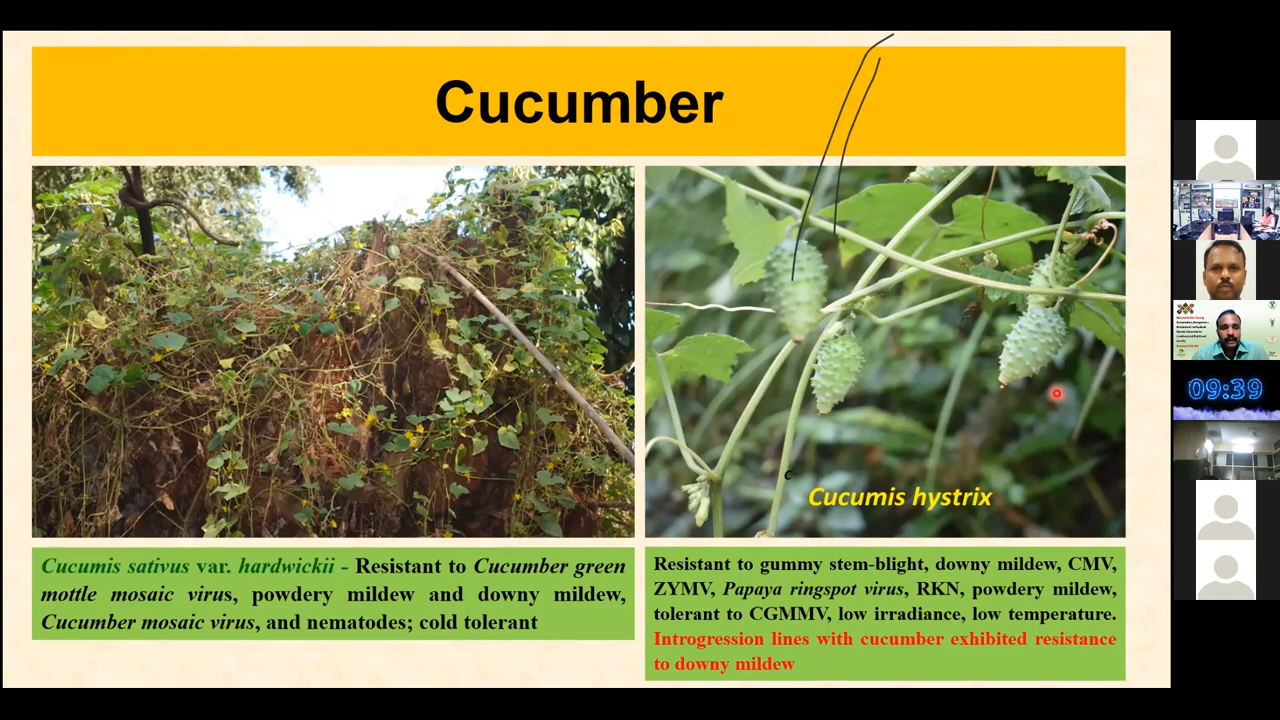 Cucumber
Cucumis hystrix
Cucumis sativus var. hardwickii - Resistant to Cucumber green
mottle mosaic virus, powdery mildew and downy mildew,
Cucumber mosaic virus, and nematodes; cold tolerant
Resistant to gummy stem-blight, downy mildew, CMV,
ZYMV, Papaya ringspot virus, RKN, powdery mildew,
tolerant to CGMMV, low irradiance, low temperature.
Introgression lines with cucumber exhibited resistance
to downy mildew
09:39